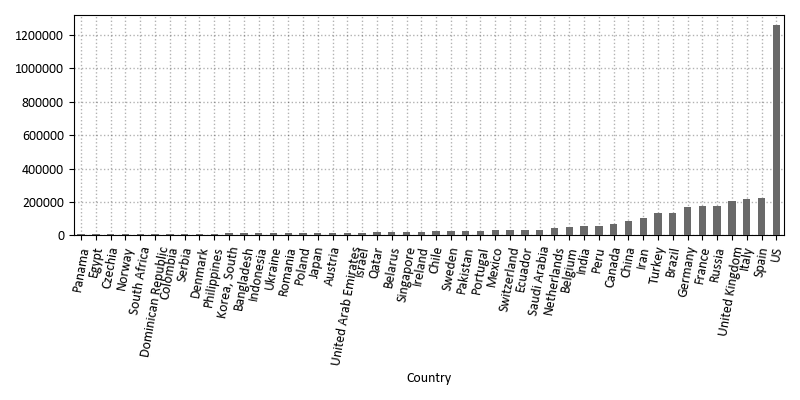 1200000
1000000
800000
600000
400000
200000
0
Panama
Egypt
Czechia
Norway
South Africa
Dominican Republic
Colombia
Serbia
Denmark
Philippines
Korea, South
Bangladesh
Indonesia
Ukraine
Romania
Poland
Japan
Austria
United Arab Emirates
Israel
Qatar
Belarus
Singapore
Ireland
Chile
Sweden
Pakistan
Portugal
Mexico
Switzerland
Ecuador
Saudi Arabia
Netherlands
Belgium
India
Peru
Canada
China
Iran
Turkey
Brazil
Germany
France
Russia
United Kingdom
Italy
Spain
US
Country